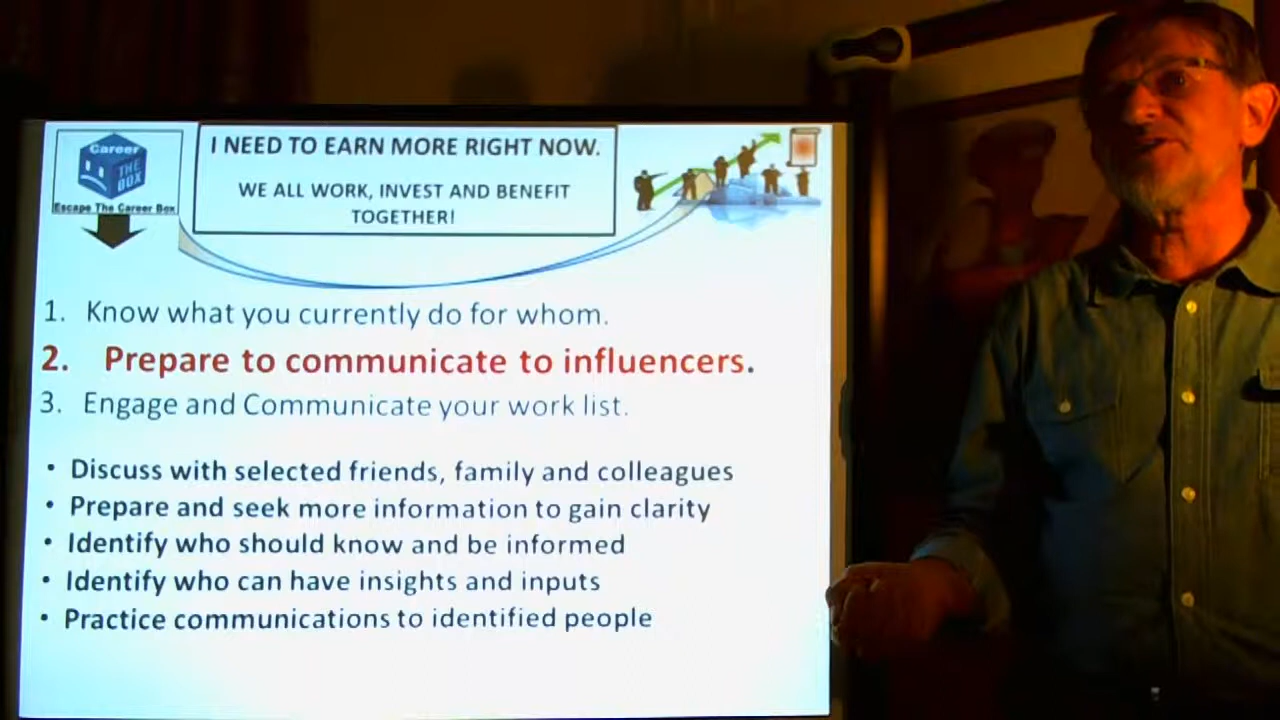 Career
THE
BOX
Escape The Career Box
I NEED TO EARN MORE RIGHT NOW.
WE ALL WORK, INVEST AND BENEFIT
TOGETHER!
1. Know what you currently do for whom.
2. Prepare to communicate to influencers.
3. Engage and Communicate your work list.
• Discuss with selected friends, family and colleagues
• Prepare and seek more information to gain clarity
• Identify who should know and be informed
• Identify who can have insights and inputs
• Practice communications to identified people